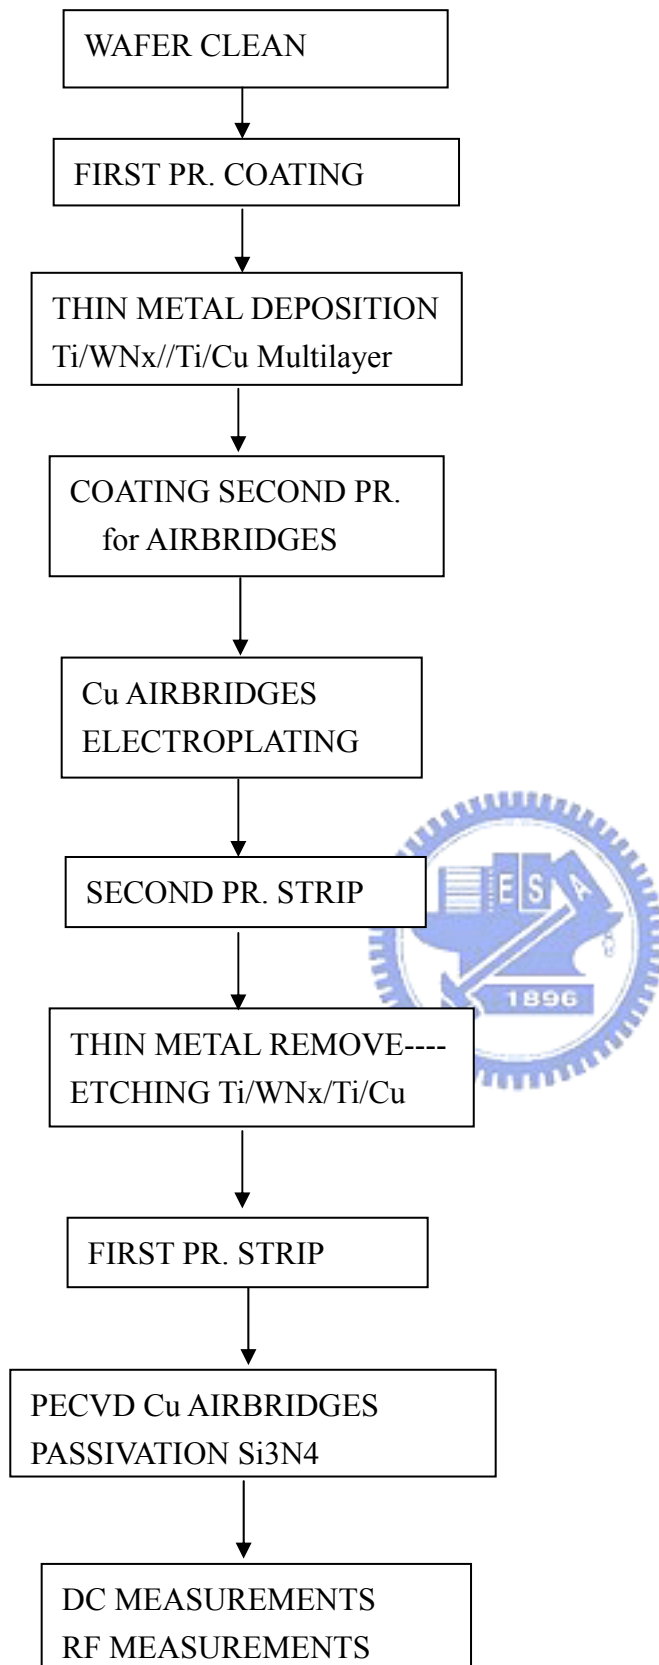 WAFER CLEAN
FIRST PR. COATING
THIN METAL DEPOSITION
Ti/WNx//Ti/Cu Multilayer
COATING SECOND PR.
for AIRBRIDGES
Cu AIRBRIDGES
ELECTROPLATING
SECOND PR. STRIP
E S A
1896
THIN METAL REMOVE----
ETCHING Ti/WNx/Ti/Cu
FIRST PR. STRIP
PECVD Cu AIRBRIDGES
PASSIVATION Si3N4
DC MEASUREMENTS
RF MEASUREMENTS